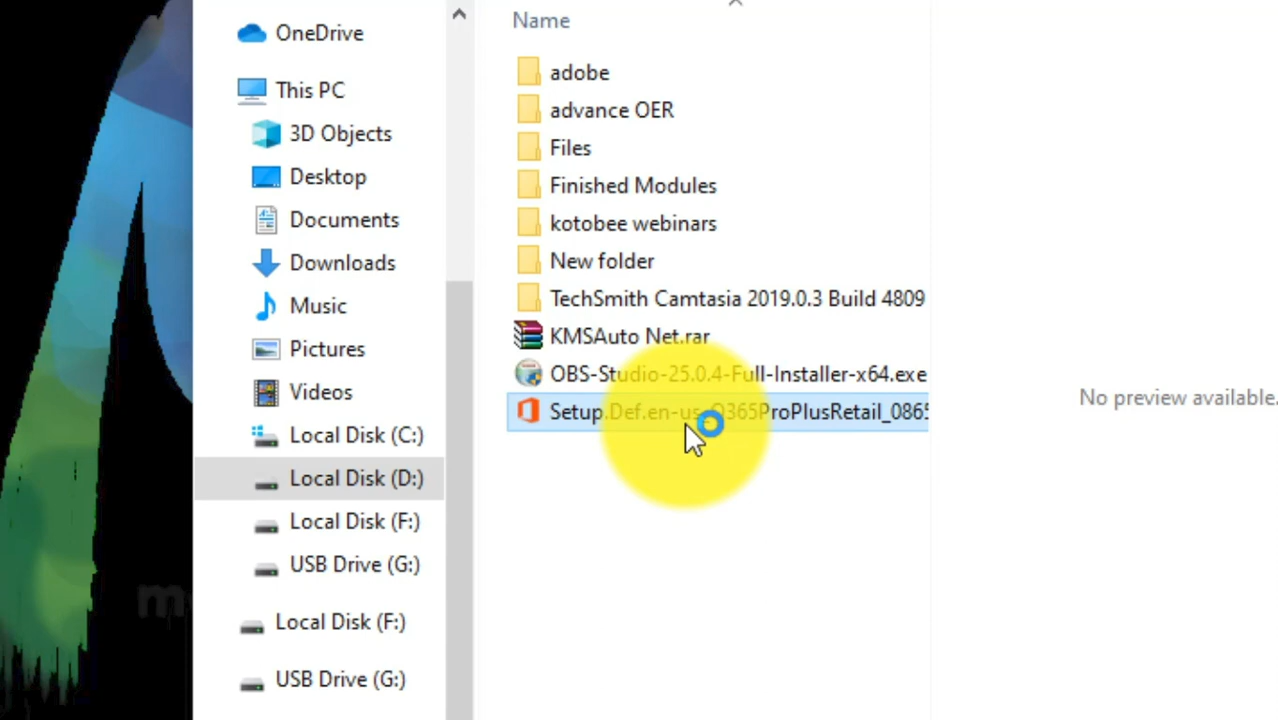 OneDrive
This PC
3D Objects
Desktop
Documents
Downloads
Music
Pictures
Videos
Local Disk (C:)
Local Disk (D:)
Local Disk (F:)
USB Drive (G:)
Local Disk (F:)
USB Drive (G:)
Name
adobe
advance OER
Files
Finished Modules
kotobee webinars
New folder
TechSmith Camtasia 2019.0.3 Build 4809
KMSAuto Net.rar
OBS-Studio-25.0.4-Full-Installer-x64.exe
Setup.Def.en-us_O365ProPlusRetail_0865
No preview available.